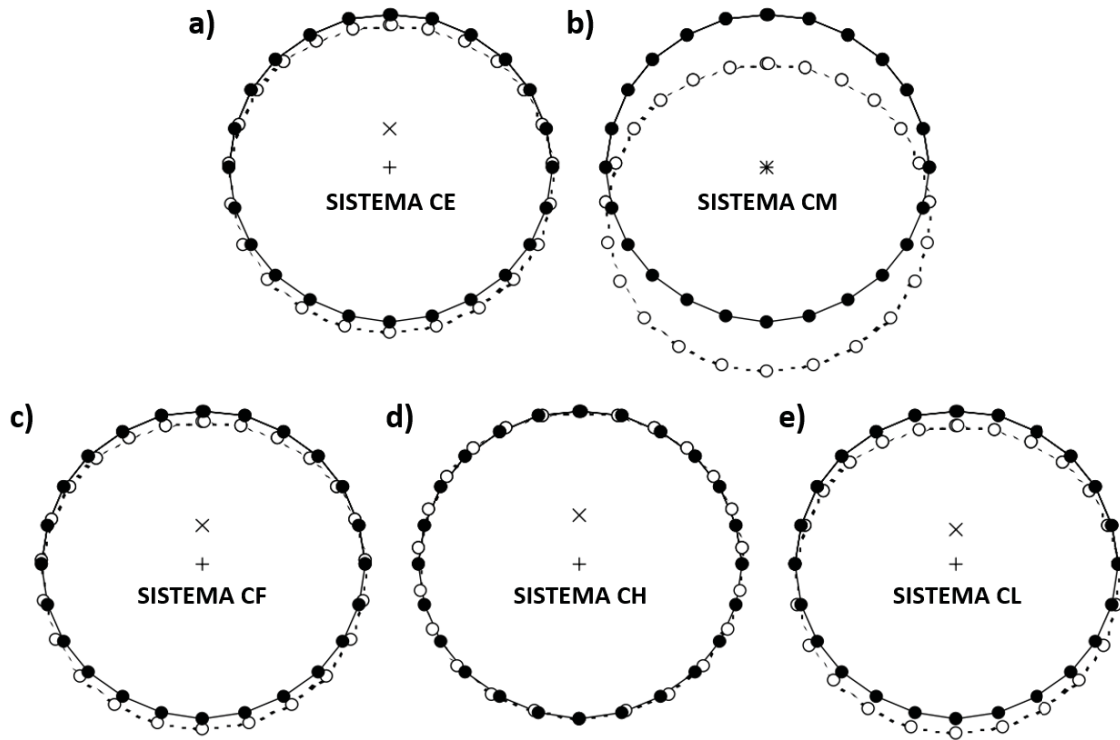 a)
SISTEMA CE
b)
SISTEMA CM
c)
SISTEMA CF
d)
SISTEMA CH
e)
SISTEMA CL